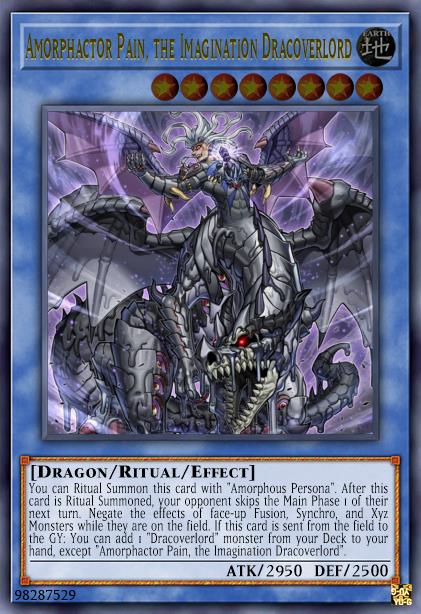 Amorphactor Pain, the Imagination Dracoverlord
EARTH
地
[Dragon/Ritual/Effect]
You can Ritual Summon this card with "Amorphous Persona". After this
card is Ritual Summoned, your opponent skips the Main Phase 1 of their
next turn. Negate the effects of face-up Fusion, Synchro, and Xyz
Monsters while they are on the field. If this card is sent from the field to
the GY: You can add 1 "Dracoverlord" monster from your Deck to your
hand, except "Amorphactor Pain, the Imagination Dracoverlord".
ATK/2950 DEF/2500
98287529